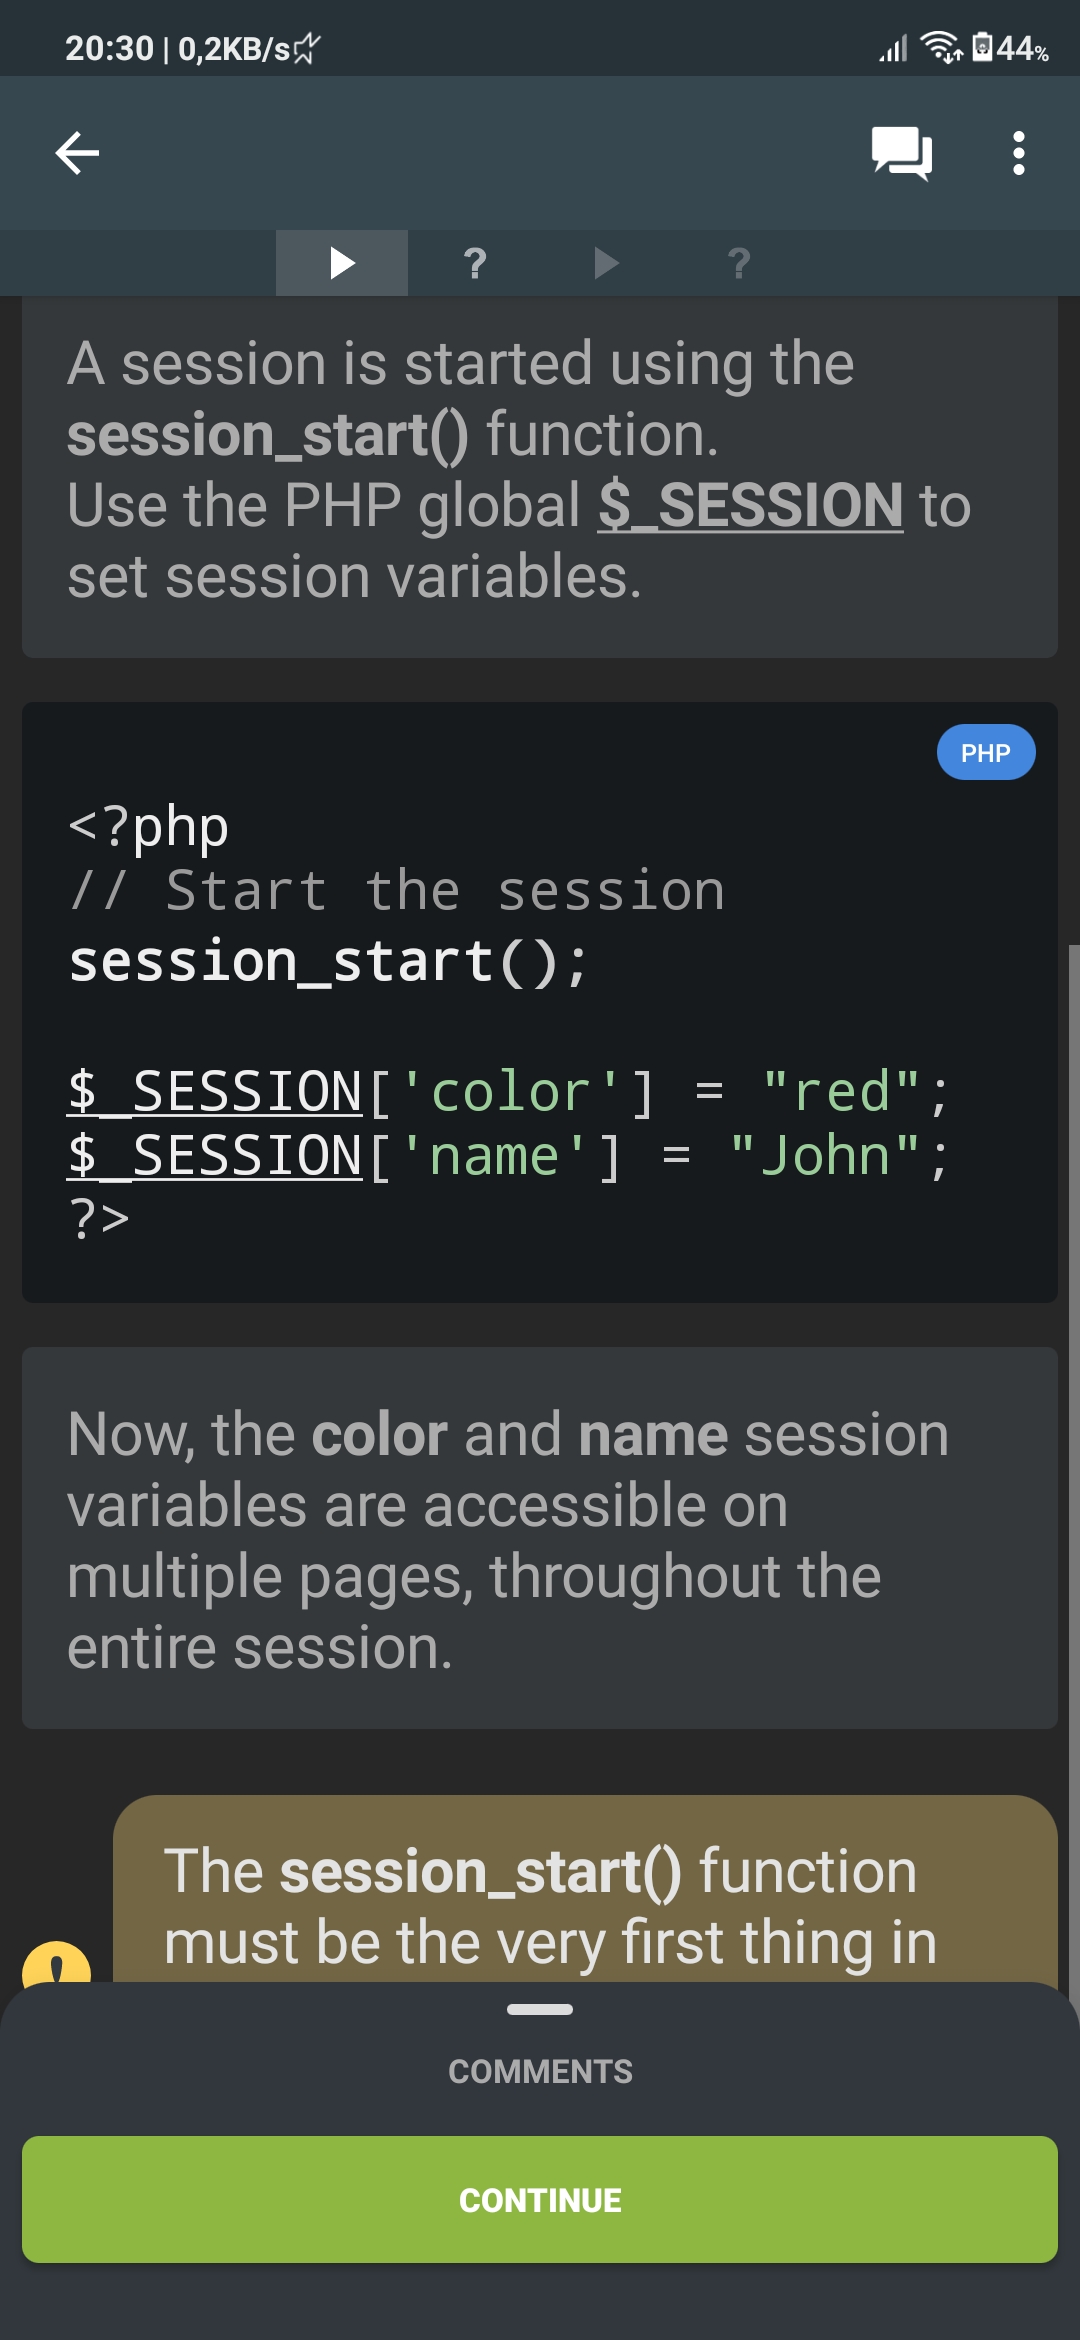 20:30 | 0,2KB/s
44%
?
?
A session is started using the
session_start() function.
Use the PHP global $_SESSION to
set session variables.
PHP
<?php
// Start the session
session_start();
$_SESSION['color'] = "red";
$_SESSION['name'] = "John";
?>
Now, the color and name session
variables are accessible on
multiple pages, throughout the
entire session.
The session_start() function
must be the very first thing in
!
COMMENTS
CONTINUE